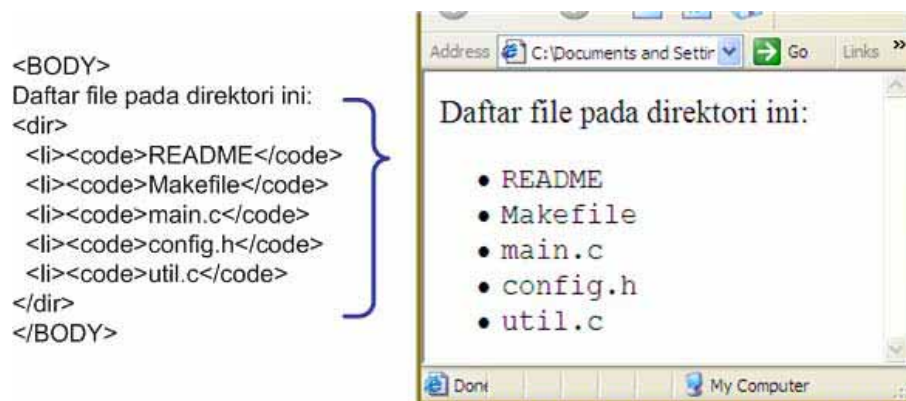 <BODY>
Daftar file pada direktori ini:
<dir>
<li><code>README</code>
<li><code>Makefile</code>
<li><code>main.c</code>
<li><code>config.h</code>
<li><code>util.c</code>
</dir>
</BODY>
Address C:\Documents and Settir Go Links »
Daftar file pada direktori ini:
• README
• Makefile
• main.c
• config.h
• util.c
Done My Computer